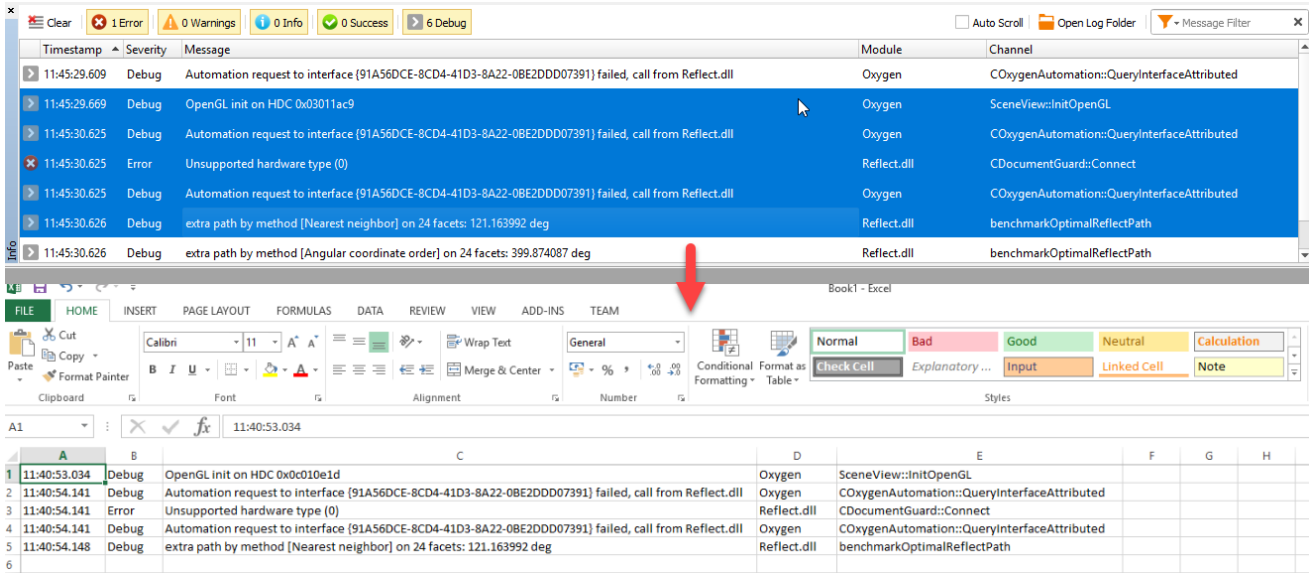 Clear 1 Error 0 Warnings 0 Info 0 Success 6 Debug Auto Scroll Open Log Folder Message Filter
Timestamp Severity Message Module Channel
11:45:29.609 Debug Automation request to interface {91A56DCE-8CD4-41D3-8A22-0BE2DDD07391} failed, call from Reflect.dll Oxygen COxygenAutomation::QueryInterfaceAttributed
11:45:29.669 Debug OpenGL init on HDC 0x03011ac9 Oxygen SceneView::InitOpenGL
11:45:30.625 Debug Automation request to interface {91A56DCE-8CD4-41D3-8A22-0BE2DDD07391} failed, call from Reflect.dll Oxygen COxygenAutomation::QueryInterfaceAttributed
11:45:30.625 Error Unsupported hardware type (0) Reflect.dll CDocumentGuard::Connect
11:45:30.625 Debug Automation request to interface {91A56DCE-8CD4-41D3-8A22-0BE2DDD07391} failed, call from Reflect.dll Oxygen COxygenAutomation::QueryInterfaceAttributed
11:45:30.626 Debug extra path by method [Nearest neighbor] on 24 facets: 121.163992 deg Reflect.dll benchmarkOptimalReflectPath
11:45:30.626 Debug extra path by method [Angular coordinate order] on 24 facets: 399.874087 deg Reflect.dll benchmarkOptimalReflectPath
Info
Book1 - Excel
FILE HOME INSERT PAGE LAYOUT FORMULAS DATA REVIEW VIEW ADD-INS TEAM
Cut Calibri 11 A A Wrap Text General Normal Bad Good Neutral Calculation
Paste Copy Format Painter B I U A Merge & Center % , .0 .00 .00 .0 Conditional Formatting Format as Table Check Cell Explanatory ... Input Linked Cell Note
Clipboard Font Alignment Number Styles
A1 fx 11:40:53.034
A B C D E F G H
1 11:40:53.034 Debug OpenGL init on HDC 0x0c010e1d Oxygen SceneView::InitOpenGL
2 11:40:54.141 Debug Automation request to interface {91A56DCE-8CD4-41D3-8A22-0BE2DDD07391} failed, call from Reflect.dll Oxygen COxygenAutomation::QueryInterfaceAttributed
3 11:40:54.141 Error Unsupported hardware type (0) Reflect.dll CDocumentGuard::Connect
4 11:40:54.141 Debug Automation request to interface {91A56DCE-8CD4-41D3-8A22-0BE2DDD07391} failed, call from Reflect.dll Oxygen COxygenAutomation::QueryInterfaceAttributed
5 11:40:54.148 Debug extra path by method [Nearest neighbor] on 24 facets: 121.163992 deg Reflect.dll benchmarkOptimalReflectPath
6